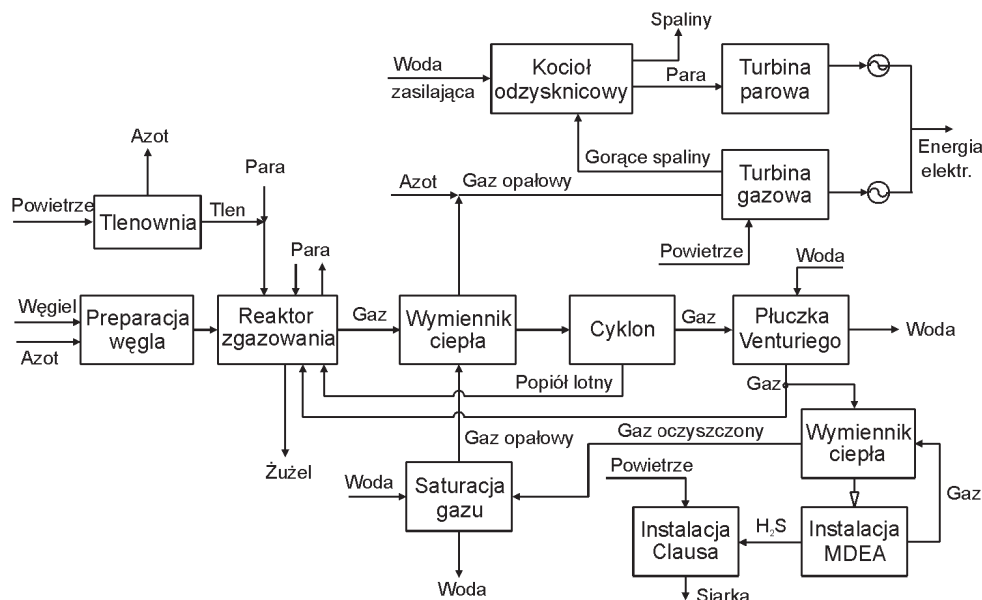 Spaliny
Woda
zasilająca
Kocioł
odzysknicowy
Para
Turbina
parowa
Energia
elektr.
Azot
Para
Azot
Gaz opałowy
Gorące spaliny
Turbina
gazowa
Powietrze
Tlenownia
Tlen
Para
Powietrze
Woda
Węgiel
Azot
Preparacja
węgla
Reaktor
zgazowania
Gaz
Wymiennik
ciepła
Cyklon
Gaz
Płuczka
Venturiego
Woda
Popiół lotny
Gaz
Żużel
Gaz opałowy
Gaz oczyszczony
Wymiennik
ciepła
Woda
Saturacja
gazu
Powietrze
Gaz
Instalacja
Clausa
H₂S
Instalacja
MDEA
Woda
Siarka